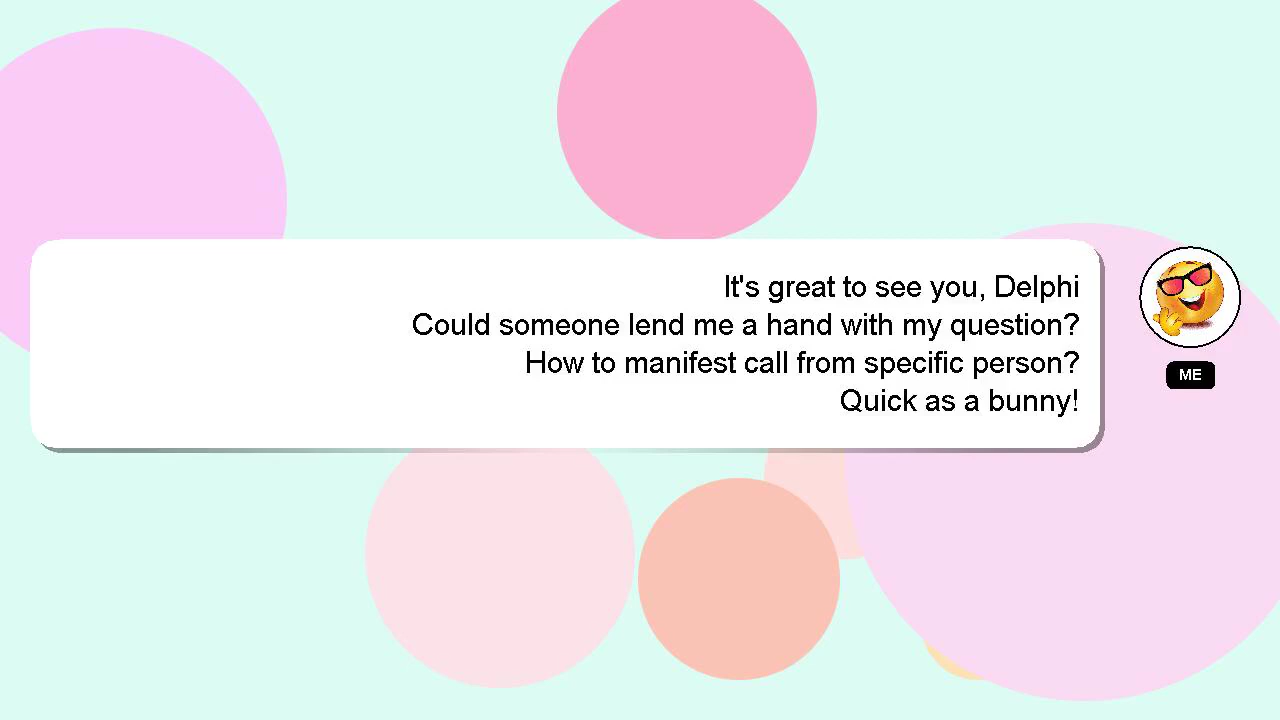 It's great to see you, Delphi
Could someone lend me a hand with my question?
How to manifest call from specific person?
Quick as a bunny!
ME